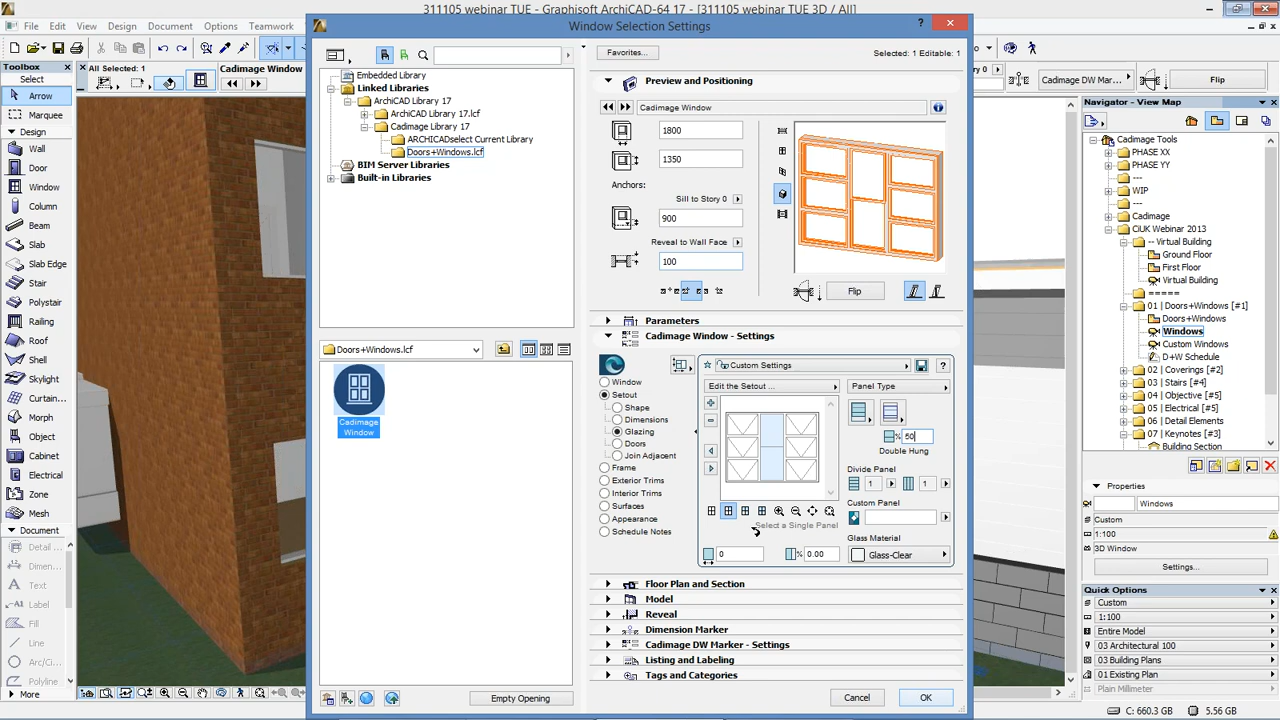 311105 webinar TUE - Graphisoft ArchiCAD-64 17 - [311105 webinar TUE 3D / All]
File Edit View Design Document Options Teamwork
Window Selection Settings
Toolbox
Select
Arrow
Marquee
Design
Wall
Door
Window
Column
Beam
Slab
Slab Edge
Stair
Polystair
Railing
Roof
Shell
Skylight
Curtain...
Morph
Object
Cabinet
Electrical
Zone
Mesh
Document
Detail ...
Dimen...
Text
Label
Fill
Line
Arc/Ci...
Polyline
More
All Selected: 1
Cadimage Window
Embedded Library
Linked Libraries
ArchiCAD Library 17
ArchiCAD Library 17.lcf
Cadimage Library 17
ARCHICADselect Current Library
Doors+Windows.lcf
BIM Server Libraries
Built-in Libraries
Doors+Windows.lcf
Cadimage
Window
Empty Opening
Favorites...
Selected: 1 Editable: 1
Preview and Positioning
Cadimage Window
1800
1350
Anchors:
Sill to Story 0
900
Reveal to Wall Face
100
Flip
Parameters
Cadimage Window - Settings
Window
Setout
Shape
Dimensions
Glazing
Doors
Join Adjacent
Frame
Exterior Trims
Interior Trims
Surfaces
Appearance
Schedule Notes
Custom Settings
?
Edit the Setout ...
Panel Type
% 50
Double Hung
Divide Panel
1
1
Custom Panel
Select a Single Panel
Glass Material
0
% 0.00
Glass-Clear
Floor Plan and Section
Model
Reveal
Dimension Marker
Cadimage DW Marker - Settings
Listing and Labeling
Tags and Categories
Cancel
OK
Cadimage DW Mar...
Flip
Navigator - View Map
Cadimage Tools
PHASE XX
PHASE YY
---
WIP
---
Cadimage
CiUK Webinar 2013
-- Virtual Building
Ground Floor
First Floor
Virtual Building
=====
01 | Doors+Windows [#1]
Doors+Windows
Windows
Custom Windows
D+W Schedule
02 | Coverings [#2]
03 | Stairs [#4]
04 | Objective [#5]
05 | Electrical [#5]
06 | Detail Elements
07 | Keynotes [#3]
Building Section
Properties
Windows
Custom
1:100
3D Window
Settings...
Quick Options
Custom
1:100
Entire Model
03 Architectural 100
03 Building Plans
01 Existing Plan
Plain Millimeter
C: 660.3 GB
5.56 GB